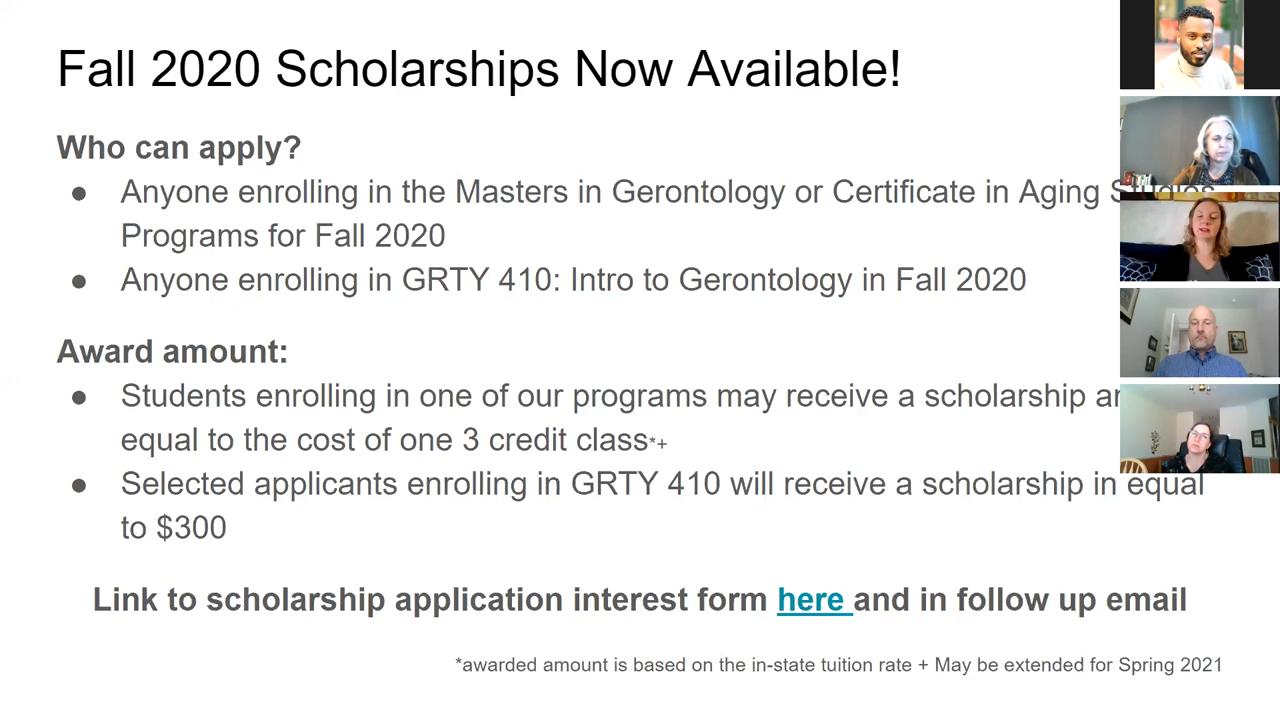 Fall 2020 Scholarships Now Available!
Who can apply?
● Anyone enrolling in the Masters in Gerontology or Certificate in Aging Studies
Programs for Fall 2020
● Anyone enrolling in GRTY 410: Intro to Gerontology in Fall 2020
Award amount:
● Students enrolling in one of our programs may receive a scholarship
equal to the cost of one 3 credit class*+
● Selected applicants enrolling in GRTY 410 will receive a scholarship in equal
to $300
Link to scholarship application interest form here and in follow up email
*awarded amount is based on the in-state tuition rate + May be extended for Spring 2021